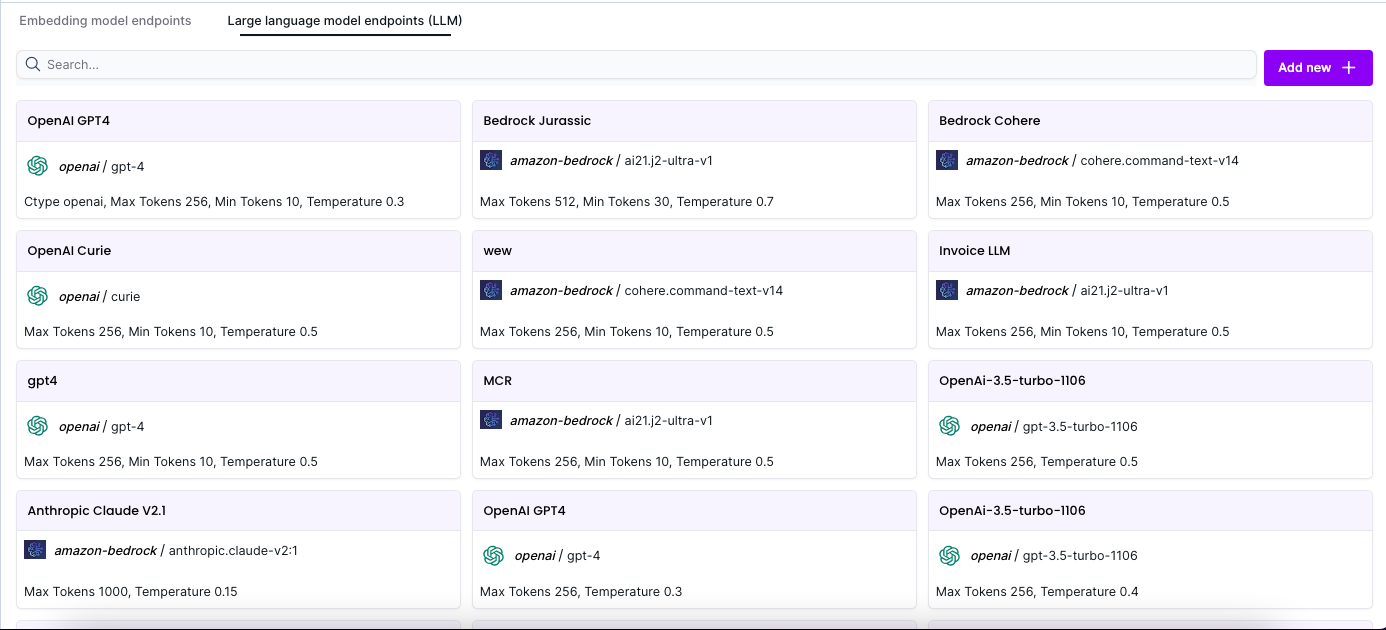 Embedding model endpoints
Large language model endpoints (LLM)
Search...
Add new
OpenAI GPT4
openai / gpt-4
Ctype openai, Max Tokens 256, Min Tokens 10, Temperature 0.3
Bedrock Jurassic
amazon-bedrock / ai21.j2-ultra-v1
Max Tokens 512, Min Tokens 30, Temperature 0.7
Bedrock Cohere
amazon-bedrock / cohere.command-text-v14
Max Tokens 256, Min Tokens 10, Temperature 0.5
OpenAI Curie
openai / curie
Max Tokens 256, Min Tokens 10, Temperature 0.5
wew
amazon-bedrock / cohere.command-text-v14
Max Tokens 256, Min Tokens 10, Temperature 0.5
Invoice LLM
amazon-bedrock / ai21.j2-ultra-v1
Max Tokens 256, Min Tokens 10, Temperature 0.5
gpt4
openai / gpt-4
Max Tokens 256, Min Tokens 10, Temperature 0.5
MCR
amazon-bedrock / ai21.j2-ultra-v1
Max Tokens 256, Min Tokens 10, Temperature 0.5
OpenAi-3.5-turbo-1106
openai / gpt-3.5-turbo-1106
Max Tokens 256, Temperature 0.5
Anthropic Claude V2.1
amazon-bedrock / anthropic.claude-v2:1
Max Tokens 1000, Temperature 0.15
OpenAI GPT4
openai / gpt-4
Max Tokens 256, Temperature 0.3
OpenAi-3.5-turbo-1106
openai / gpt-3.5-turbo-1106
Max Tokens 256, Temperature 0.4